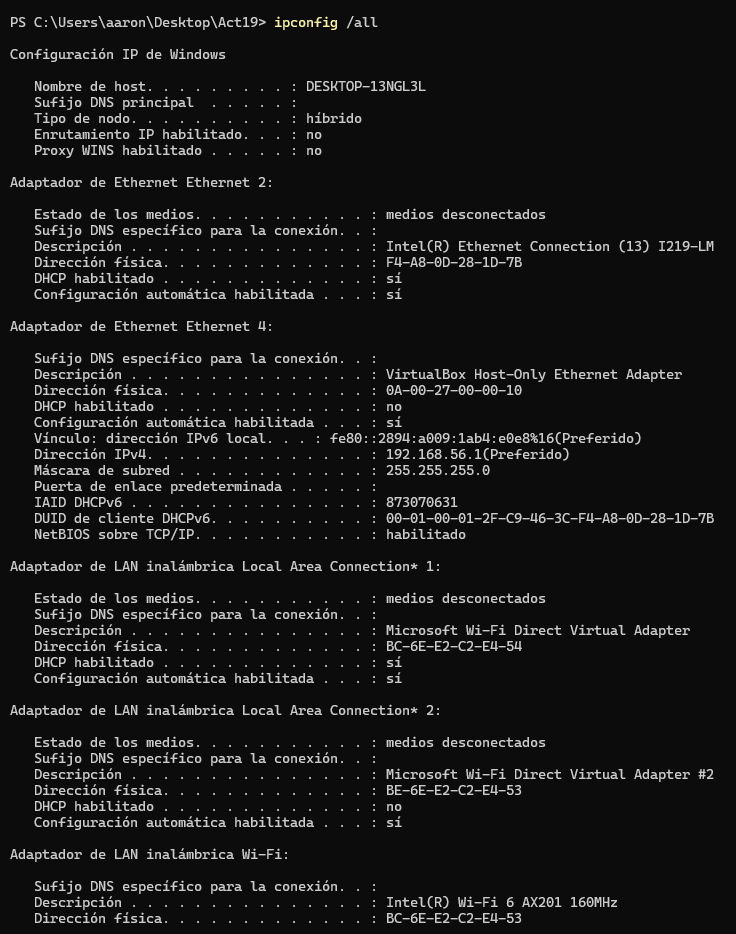 PS C:\Users\aaron\Desktop\Act19> ipconfig /all
Configuración IP de Windows
Nombre de host. . . . . . . . . : DESKTOP-13NGL3L
Sufijo DNS principal  . . . . . :
Tipo de nodo. . . . . . . . . . : híbrido
Enrutamiento IP habilitado. . . : no
Proxy WINS habilitado . . . . . : no
Adaptador de Ethernet Ethernet 2:
Estado de los medios. . . . . . . . . . . : medios desconectados
Sufijo DNS específico para la conexión. . :
Descripción . . . . . . . . . . . . . . . : Intel(R) Ethernet Connection (13) I219-LM
Dirección física. . . . . . . . . . . . . : F4-A8-0D-28-1D-7B
DHCP habilitado . . . . . . . . . . . . . : sí
Configuración automática habilitada . . . : sí
Adaptador de Ethernet Ethernet 4:
Sufijo DNS específico para la conexión. . :
Descripción . . . . . . . . . . . . . . . : VirtualBox Host-Only Ethernet Adapter
Dirección física. . . . . . . . . . . . . : 0A-00-27-00-00-10
DHCP habilitado . . . . . . . . . . . . . : no
Configuración automática habilitada . . . : sí
Vínculo: dirección IPv6 local. . . : fe80::2894:a009:1ab4:e0e8%16(Preferido)
Dirección IPv4. . . . . . . . . . . . . . : 192.168.56.1(Preferido)
Máscara de subred . . . . . . . . . . . . : 255.255.255.0
Puerta de enlace predeterminada . . . . . :
IAID DHCPv6 . . . . . . . . . . . . . . . : 873070631
DUID de cliente DHCPv6. . . . . . . . . . : 00-01-00-01-2F-C9-46-3C-F4-A8-0D-28-1D-7B
NetBIOS sobre TCP/IP. . . . . . . . . . . : habilitado
Adaptador de LAN inalámbrica Local Area Connection* 1:
Estado de los medios. . . . . . . . . . . : medios desconectados
Sufijo DNS específico para la conexión. . :
Descripción . . . . . . . . . . . . . . . : Microsoft Wi-Fi Direct Virtual Adapter
Dirección física. . . . . . . . . . . . . : BC-6E-E2-C2-E4-54
DHCP habilitado . . . . . . . . . . . . . : sí
Configuración automática habilitada . . . : sí
Adaptador de LAN inalámbrica Local Area Connection* 2:
Estado de los medios. . . . . . . . . . . : medios desconectados
Sufijo DNS específico para la conexión. . :
Descripción . . . . . . . . . . . . . . . : Microsoft Wi-Fi Direct Virtual Adapter #2
Dirección física. . . . . . . . . . . . . : BE-6E-E2-C2-E4-53
DHCP habilitado . . . . . . . . . . . . . : no
Configuración automática habilitada . . . : sí
Adaptador de LAN inalámbrica Wi-Fi:
Sufijo DNS específico para la conexión. . :
Descripción . . . . . . . . . . . . . . . : Intel(R) Wi-Fi 6 AX201 160MHz
Dirección física. . . . . . . . . . . . . : BC-6E-E2-C2-E4-53